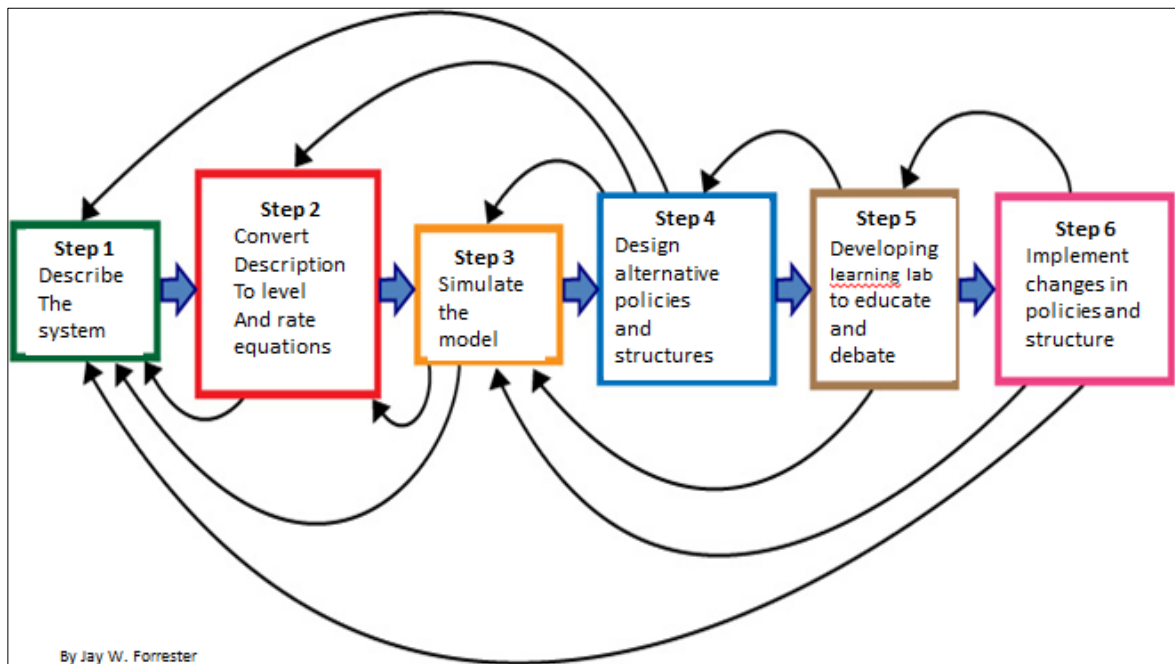 Step 1
Describe
The
system
Step 2
Convert
Description
To level
And rate
equations
Step 3
Simulate
the
model
Step 4
Design
alternative
policies
and
structures
Step 5
Developing
learning lab
to educate
and
debate
Step 6
Implement
changes in
policies and
structure
By Jay W. Forrester